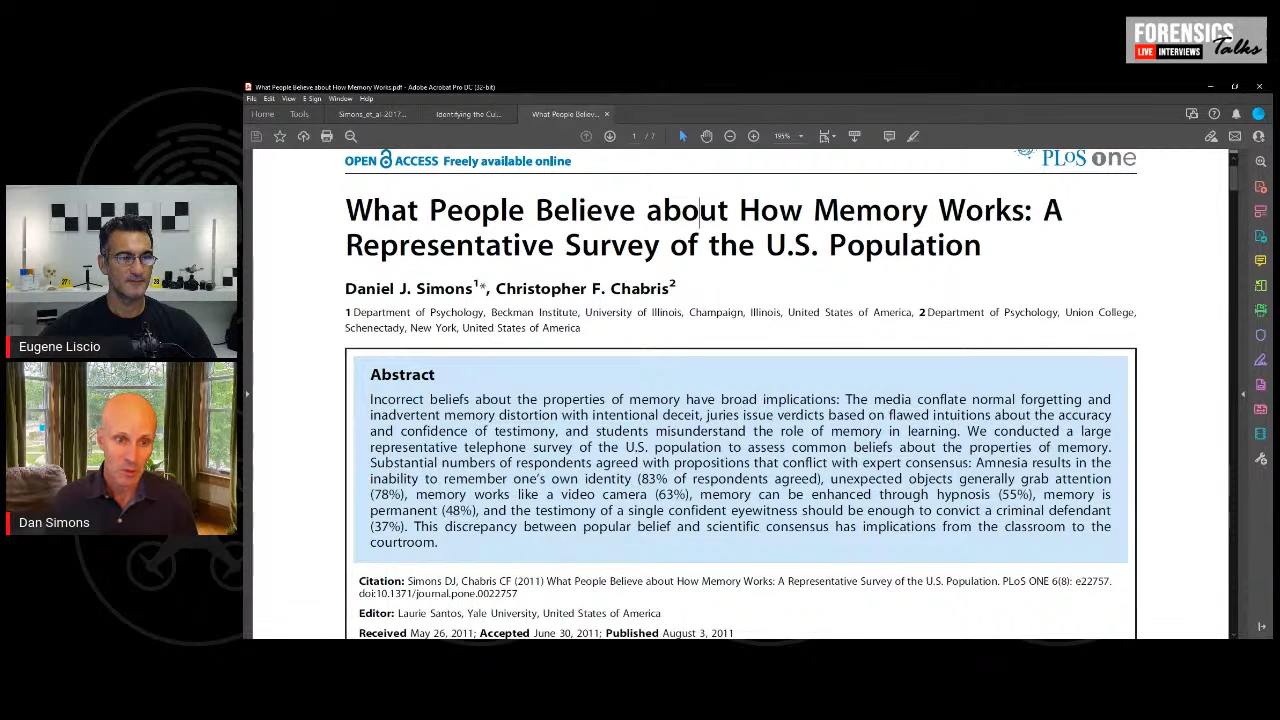 FORENSICS
LIVE INTERVIEWS Talks
What People Believe about How Memory Works.pdf - Adobe Acrobat Pro DC (32-bit)
File Edit View E-Sign Window Help
Home Tools Simons_et_al-2017... Identifying the Cu... What People Believ... ×
1 / 7 195%
OPEN ACCESS Freely available online
PLoS one
What People Believe about How Memory Works: A
Representative Survey of the U.S. Population
Daniel J. Simons1*, Christopher F. Chabris2
1 Department of Psychology, Beckman Institute, University of Illinois, Champaign, Illinois, United States of America, 2 Department of Psychology, Union College,
Schenectady, New York, United States of America
Abstract
Incorrect beliefs about the properties of memory have broad implications: The media conflate normal forgetting and
inadvertent memory distortion with intentional deceit, juries issue verdicts based on flawed intuitions about the accuracy
and confidence of testimony, and students misunderstand the role of memory in learning. We conducted a large
representative telephone survey of the U.S. population to assess common beliefs about the properties of memory.
Substantial numbers of respondents agreed with propositions that conflict with expert consensus: Amnesia results in the
inability to remember one's own identity (83% of respondents agreed), unexpected objects generally grab attention
(78%), memory works like a video camera (63%), memory can be enhanced through hypnosis (55%), memory is
permanent (48%), and the testimony of a single confident eyewitness should be enough to convict a criminal defendant
(37%). This discrepancy between popular belief and scientific consensus has implications from the classroom to the
courtroom.
Citation: Simons DJ, Chabris CF (2011) What People Believe about How Memory Works: A Representative Survey of the U.S. Population. PLoS ONE 6(8): e22757.
doi:10.1371/journal.pone.0022757
Editor: Laurie Santos, Yale University, United States of America
Received May 26, 2011; Accepted June 30, 2011; Published August 3, 2011
Eugene Liscio
Dan Simons